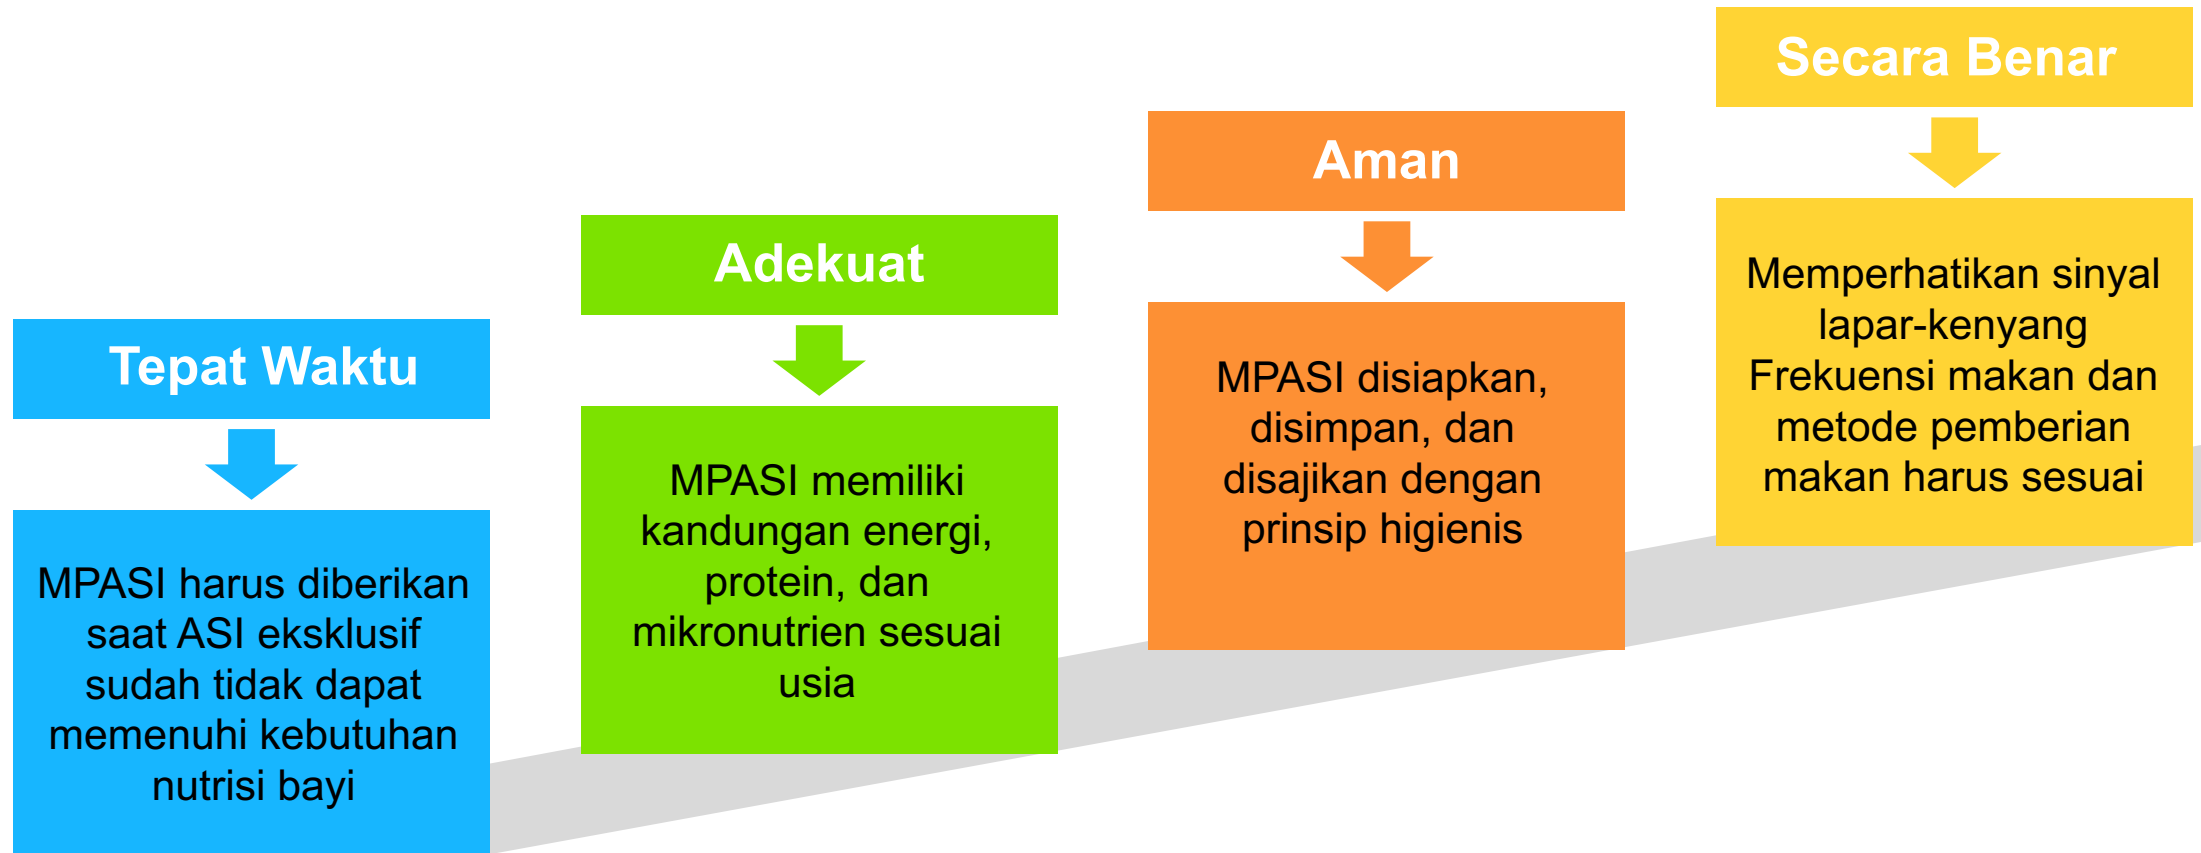 Tepat Waktu
MPASI harus diberikan
saat ASI eksklusif
sudah tidak dapat
memenuhi kebutuhan
nutrisi bayi
Adekuat
MPASI memiliki
kandungan energi,
protein, dan
mikronutrien sesuai
usia
Aman
MPASI disiapkan,
disimpan, dan
disajikan dengan
prinsip higienis
Secara Benar
Memperhatikan sinyal
lapar-kenyang
Frekuensi makan dan
metode pemberian
makan harus sesuai